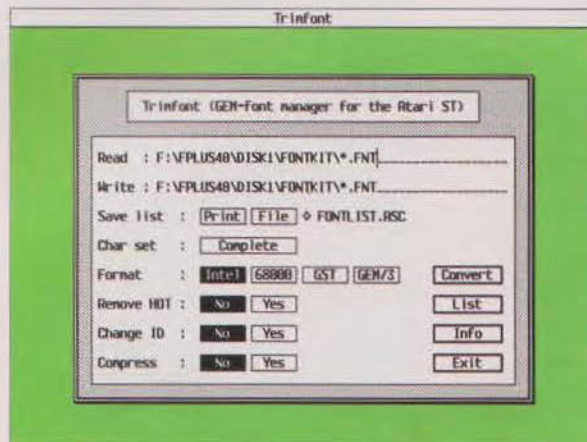 Trimfont
Trimfont (GEM-font manager for the Atari ST)
Read : F:\FPLUS40\DISK1\FONTKIT\*.FNT
Write : F:\FPLUS40\DISK1\FONTKIT\*.FNT
Save list : Print File ◊ FONTLIST.ASC
Char set : Complete
Format : Intel 68000 GST GEM/3 Convert
Remove HOT : No Yes List
Change ID : No Yes Info
Compress : No Yes Exit